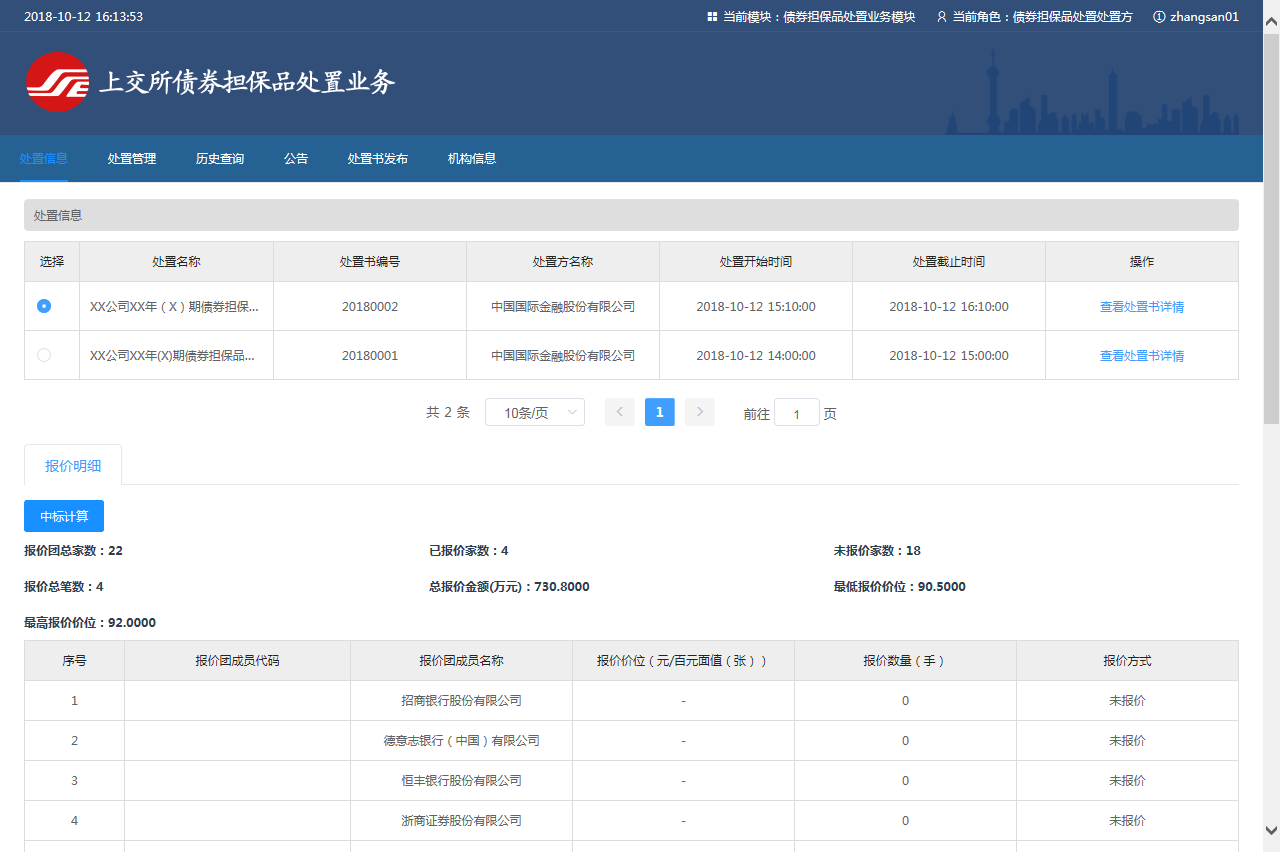 2018-10-12 16:13:53 当前模块：债券担保品处置业务模块 当前角色：债券担保品处置处置方 zhangsan01
上交所债券担保品处置业务
处置信息 处置管理 历史查询 公告 处置书发布 机构信息
处置信息
选择 处置名称 处置书编号 处置方名称 处置开始时间 处置截止时间 操作
XX公司XX年（X）期债券担保... 20180002 中国国际金融股份有限公司 2018-10-12 15:10:00 2018-10-12 16:10:00 查看处置书详情
XX公司XX年(X)期债券担保品... 20180001 中国国际金融股份有限公司 2018-10-12 14:00:00 2018-10-12 15:00:00 查看处置书详情
共 2 条 10条/页 1 前往 1 页
报价明细
中标计算
报价团总家数：22 已报价家数：4 未报价家数：18
报价总笔数：4 总报价金额(万元)：730.8000 最低报价价位：90.5000
最高报价价位：92.0000
序号 报价团成员代码 报价团成员名称 报价价位（元/百元面值（张）） 报价数量（手） 报价方式
1 招商银行股份有限公司 - 0 未报价
2 德意志银行（中国）有限公司 - 0 未报价
3 恒丰银行股份有限公司 - 0 未报价
4 浙商证券股份有限公司 - 0 未报价